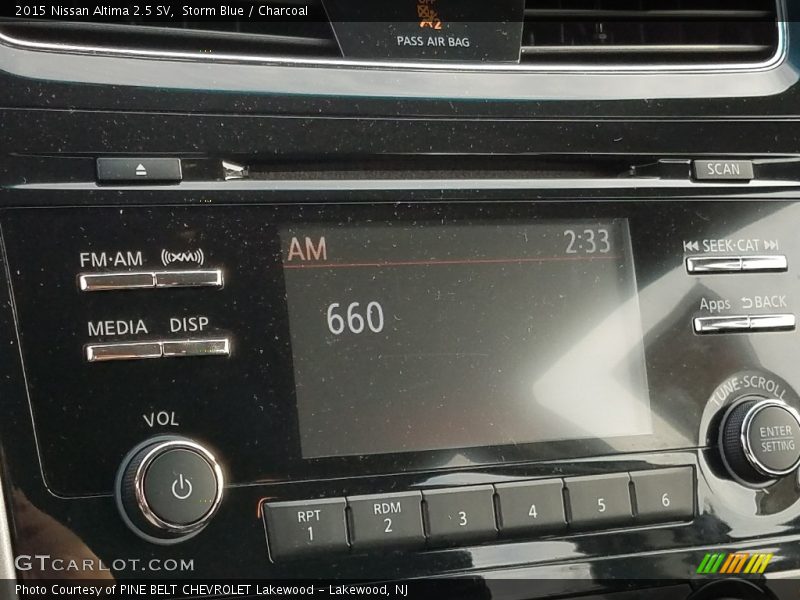 2015 Nissan Altima 2.5 SV, Storm Blue / Charcoal
OFF
2
PASS AIR BAG
SCAN
FM·AM ((XM))
AM 2:33
SEEK·CAT
660
Apps BACK
MEDIA DISP
TUNE·SCROLL
VOL
ENTER
SETTING
RPT
1
RDM
2
3
4
5
6
GTCARLOT.COM
Photo Courtesy of PINE BELT CHEVROLET Lakewood - Lakewood, NJ